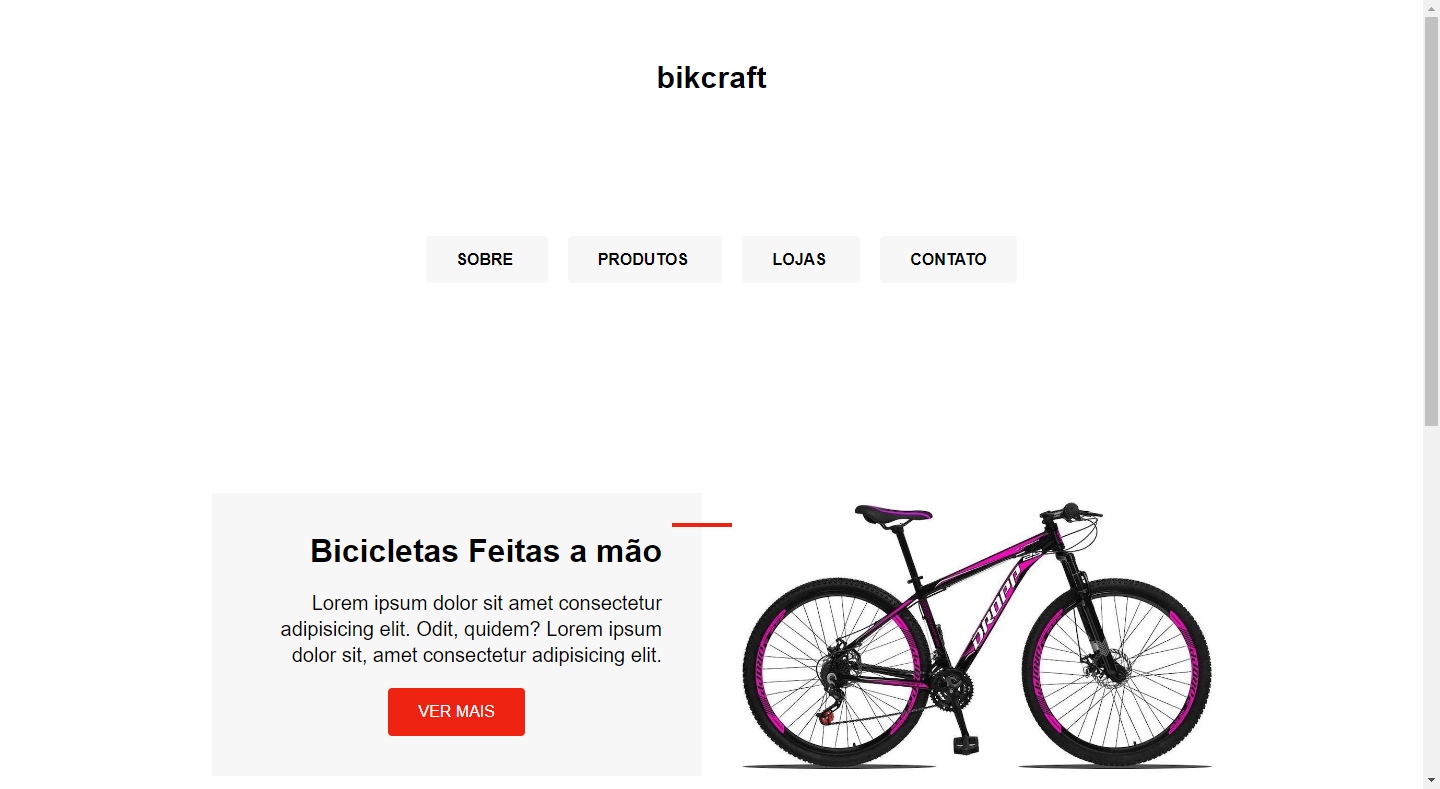 bikcraft
SOBRE
PRODUTOS
LOJAS
CONTATO
Bicicletas Feitas a mão
Lorem ipsum dolor sit amet consectetur
adipisicing elit. Odit, quidem? Lorem ipsum
dolor sit, amet consectetur adipisicing elit.
VER MAIS
DROPP
29